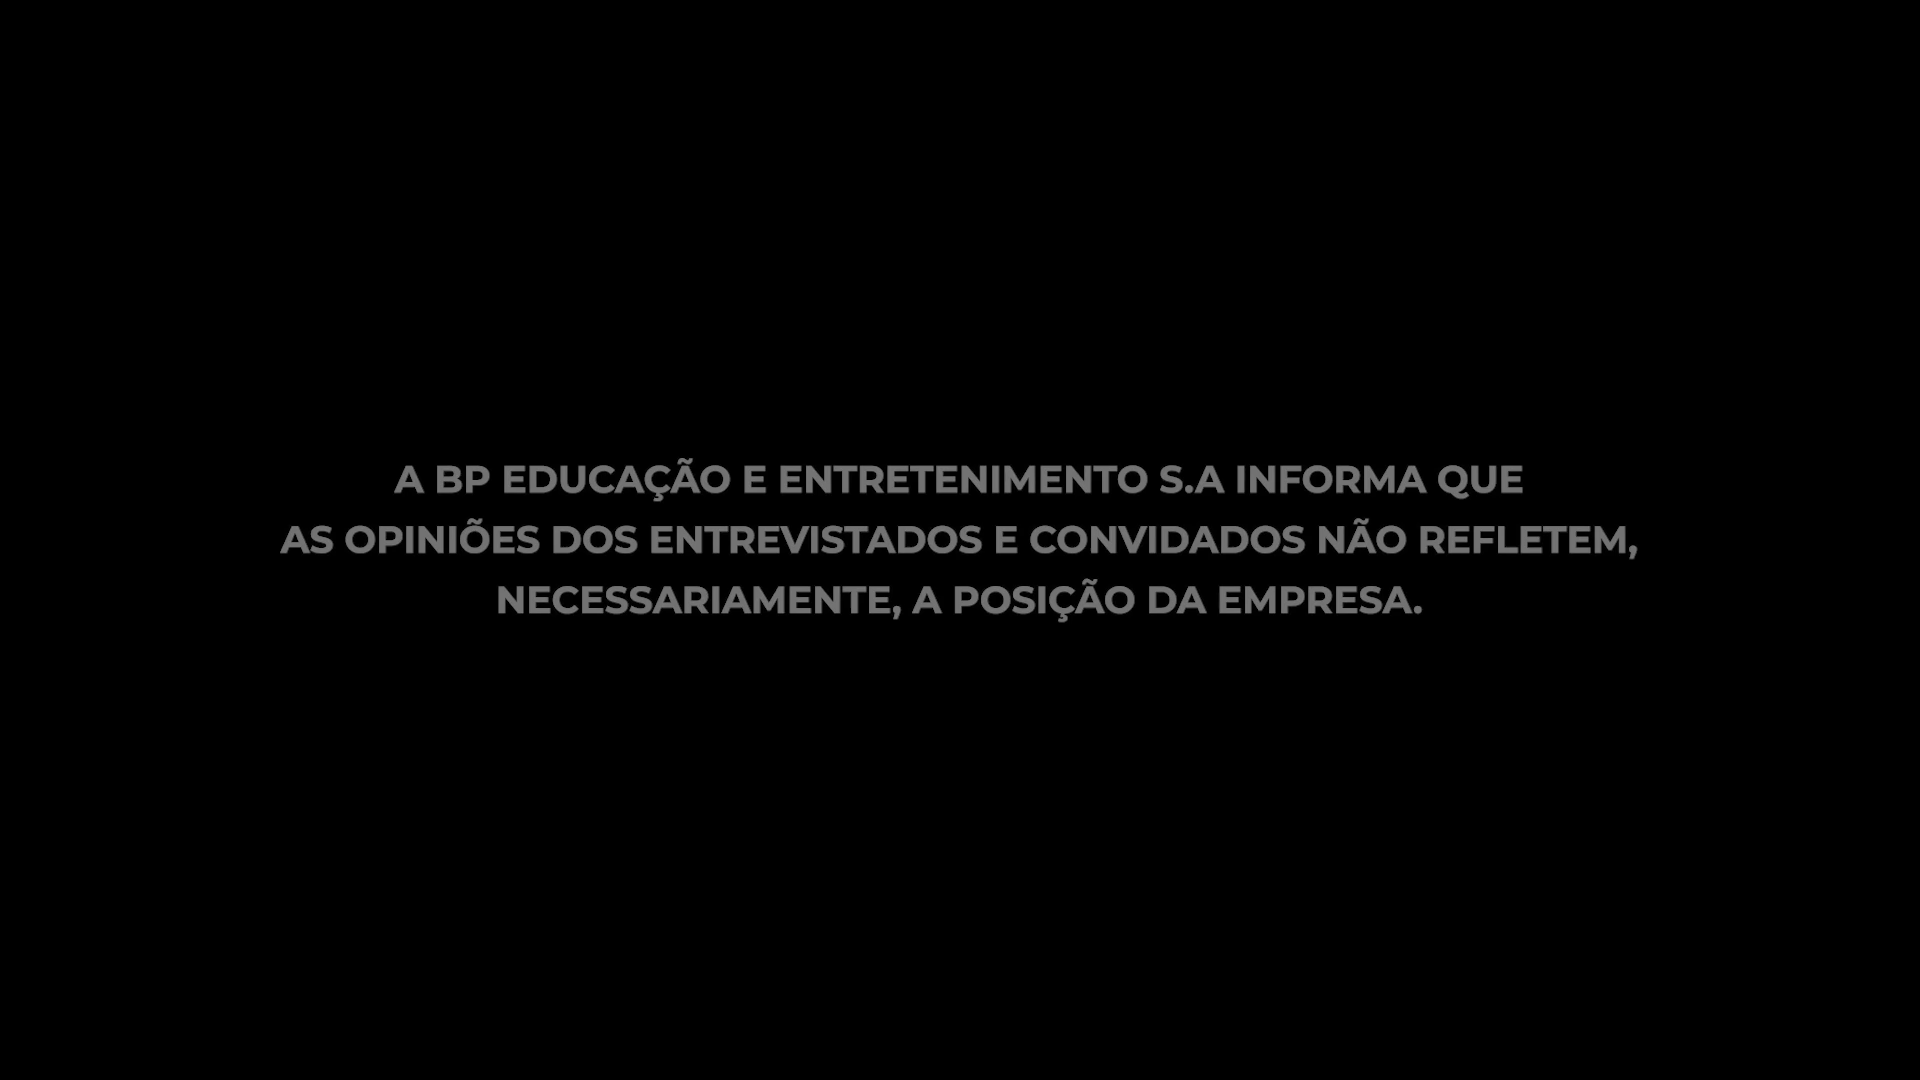 A BP EDUCAÇÃO E ENTRETENIMENTO S.A INFORMA QUE
AS OPINIÕES DOS ENTREVISTADOS E CONVIDADOS NÃO REFLETEM,
NECESSARIAMENTE, A POSIÇÃO DA EMPRESA.